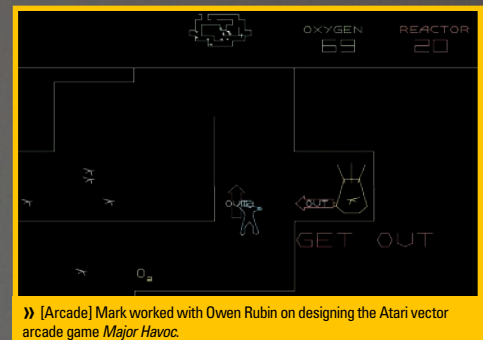 OXYGEN REACTOR
69 20
OUT
GET OUT
O₂
» [Arcade] Mark worked with Owen Rubin on designing the Atari vector
arcade game Major Havoc.